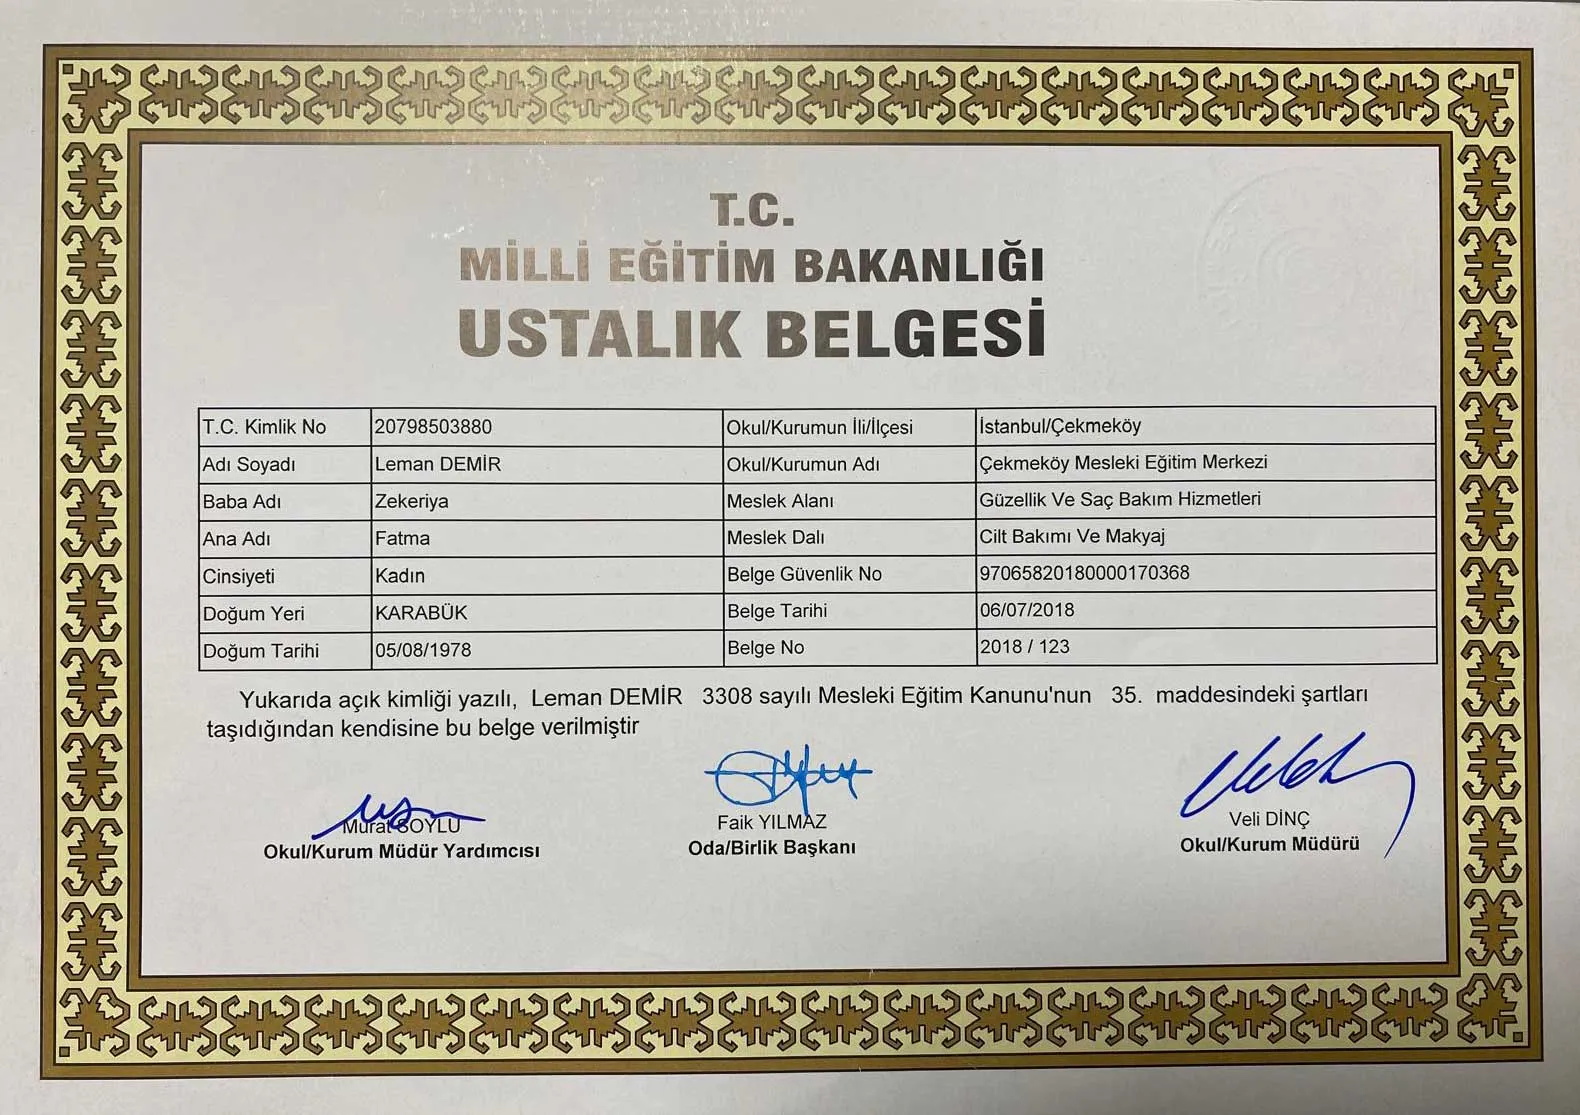 T.C.
MİLLİ EĞİTİM BAKANLIĞI
USTALIK BELGESİ
T.C. Kimlik No 20798503880 Okul/Kurumun İli/İlçesi İstanbul/Çekmeköy
Adı Soyadı Leman DEMİR Okul/Kurumun Adı Çekmeköy Mesleki Eğitim Merkezi
Baba Adı Zekeriya Meslek Alanı Güzellik Ve Saç Bakım Hizmetleri
Ana Adı Fatma Meslek Dalı Cilt Bakımı Ve Makyaj
Cinsiyeti Kadın Belge Güvenlik No 97065820180000170368
Doğum Yeri KARABÜK Belge Tarihi 06/07/2018
Doğum Tarihi 05/08/1978 Belge No 2018 / 123
Yukarıda açık kimliği yazılı, Leman DEMİR 3308 sayılı Mesleki Eğitim Kanunu'nun 35. maddesindeki şartları
taşıdığından kendisine bu belge verilmiştir
Murat SOYLU Faik YILMAZ Veli DİNÇ
Okul/Kurum Müdür Yardımcısı Oda/Birlik Başkanı Okul/Kurum Müdürü